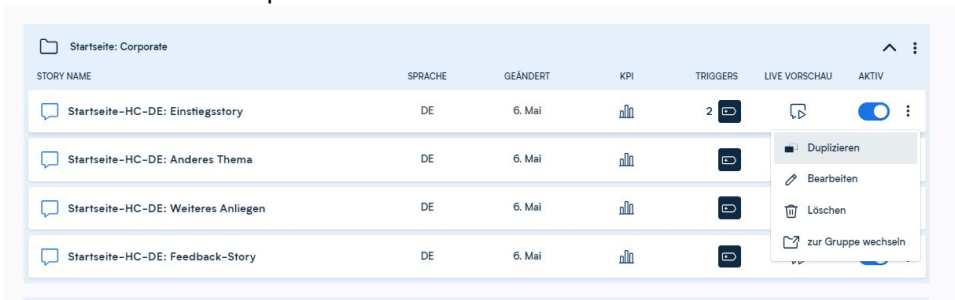 Startseite: Corporate
STORY NAME SPRACHE GEÄNDERT KPI TRIGGERS LIVE VORSCHAU AKTIV
Startseite-HC-DE: Einstiegsstory DE 6. Mai 2
Duplizieren
Startseite-HC-DE: Anderes Thema DE 6. Mai
Bearbeiten
Startseite-HC-DE: Weiteres Anliegen DE 6. Mai
Löschen
zur Gruppe wechseln
Startseite-HC-DE: Feedback-Story DE 6. Mai